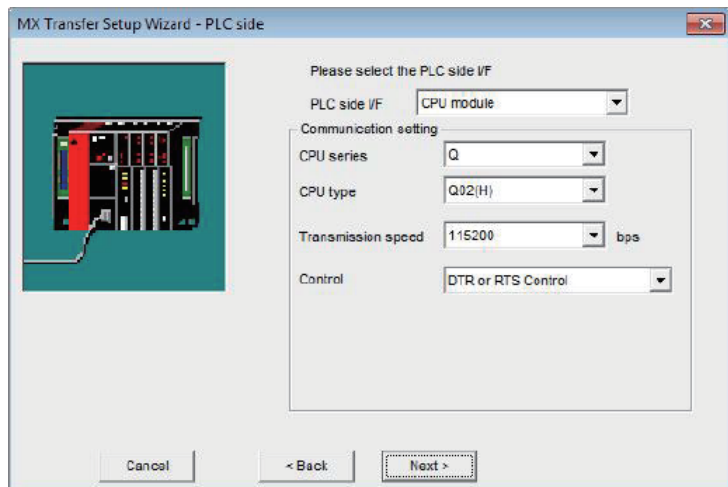 MX Transfer Setup Wizard - PLC side
Please select the PLC side I/F
PLC side I/F CPU module
Communication setting
CPU series Q
CPU type Q02(H)
Transmission speed 115200 bps
Control DTR or RTS Control
Cancel < Back Next >